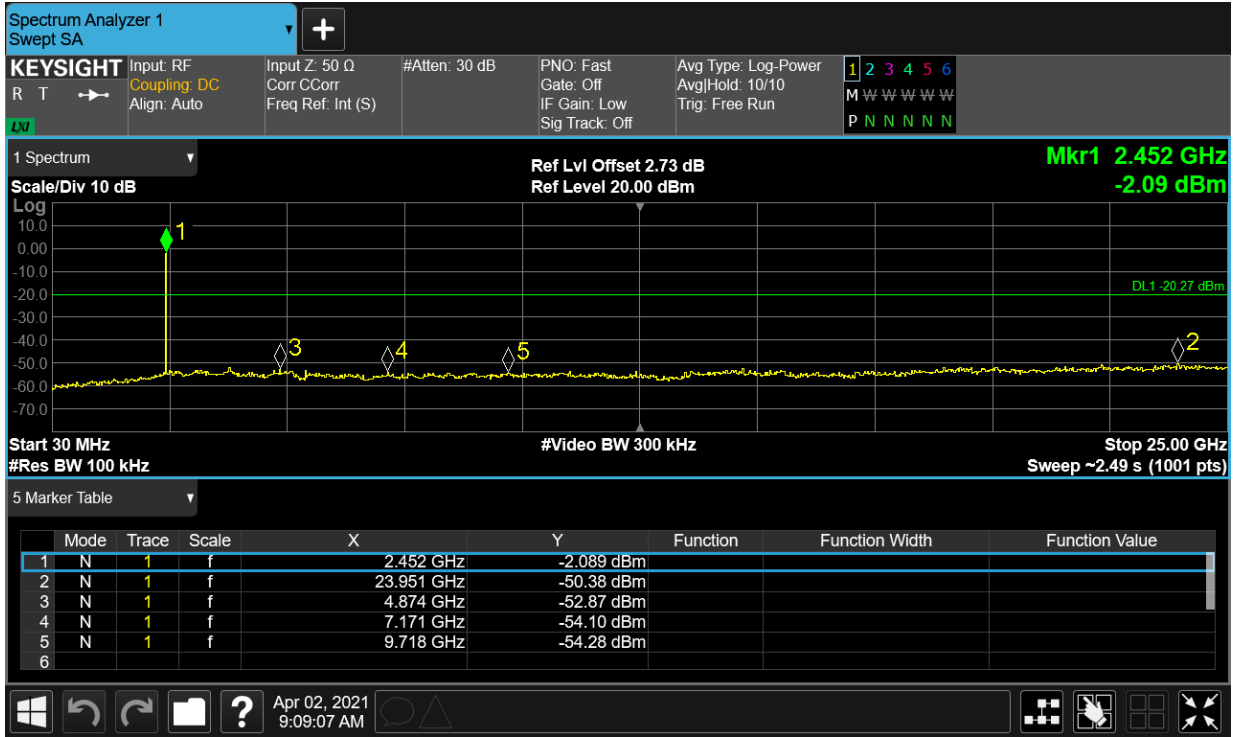 Spectrum Analyzer 1
Swept SA
KEYSIGHT
R T
LXI
Input: RF
Coupling: DC
Align: Auto
Input Z: 50 Ω
Corr CCorr
Freq Ref: Int (S)
#Atten: 30 dB
PNO: Fast
Gate: Off
IF Gain: Low
Sig Track: Off
Avg Type: Log-Power
Avg|Hold: 10/10
Trig: Free Run
1 2 3 4 5 6
M W W W W W
P N N N N N
1 Spectrum
Scale/Div 10 dB
Ref Lvl Offset 2.73 dB
Ref Level 20.00 dBm
Mkr1 2.452 GHz
-2.09 dBm
Log
10.0
0.00
-10.0
-20.0
-30.0
-40.0
-50.0
-60.0
-70.0
1
DL1 -20.27 dBm
3
4
5
2
Start 30 MHz
#Video BW 300 kHz
Stop 25.00 GHz
#Res BW 100 kHz
Sweep ~2.49 s (1001 pts)
5 Marker Table
Mode Trace Scale X Y Function Function Width Function Value
1 N 1 f 2.452 GHz -2.089 dBm
2 N 1 f 23.951 GHz -50.38 dBm
3 N 1 f 4.874 GHz -52.87 dBm
4 N 1 f 7.171 GHz -54.10 dBm
5 N 1 f 9.718 GHz -54.28 dBm
6
?
Apr 02, 2021
9:09:07 AM